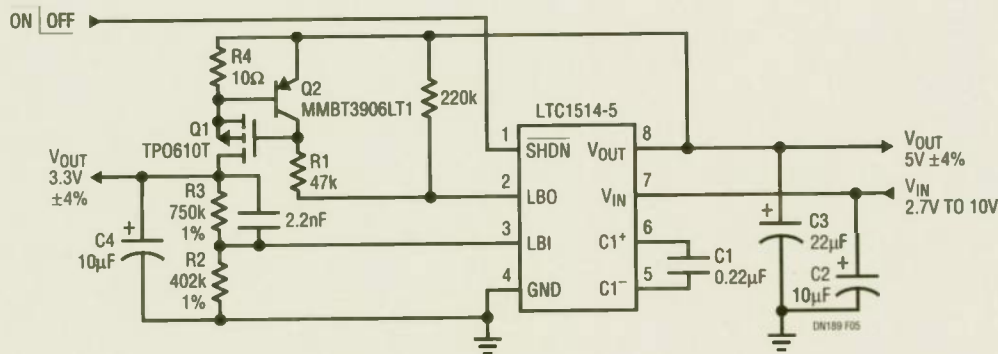 ON OFF
R4
10Ω
Q2
MMBT3906LT1
220k
Q1
TPO610T
R1
47k
VOUT
3.3V
±4%
R3
750k
1%
2.2nF
C4
+
10µF
R2
402k
1%
LTC1514-5
1 SHDN VOUT 8
2 LBO VIN 7
3 LBI C1+ 6
4 GND C1– 5
C1
0.22µF
VOUT
5V ±4%
VIN
2.7V TO 10V
+
C3
22µF
+
C2
10µF
DN189 F05